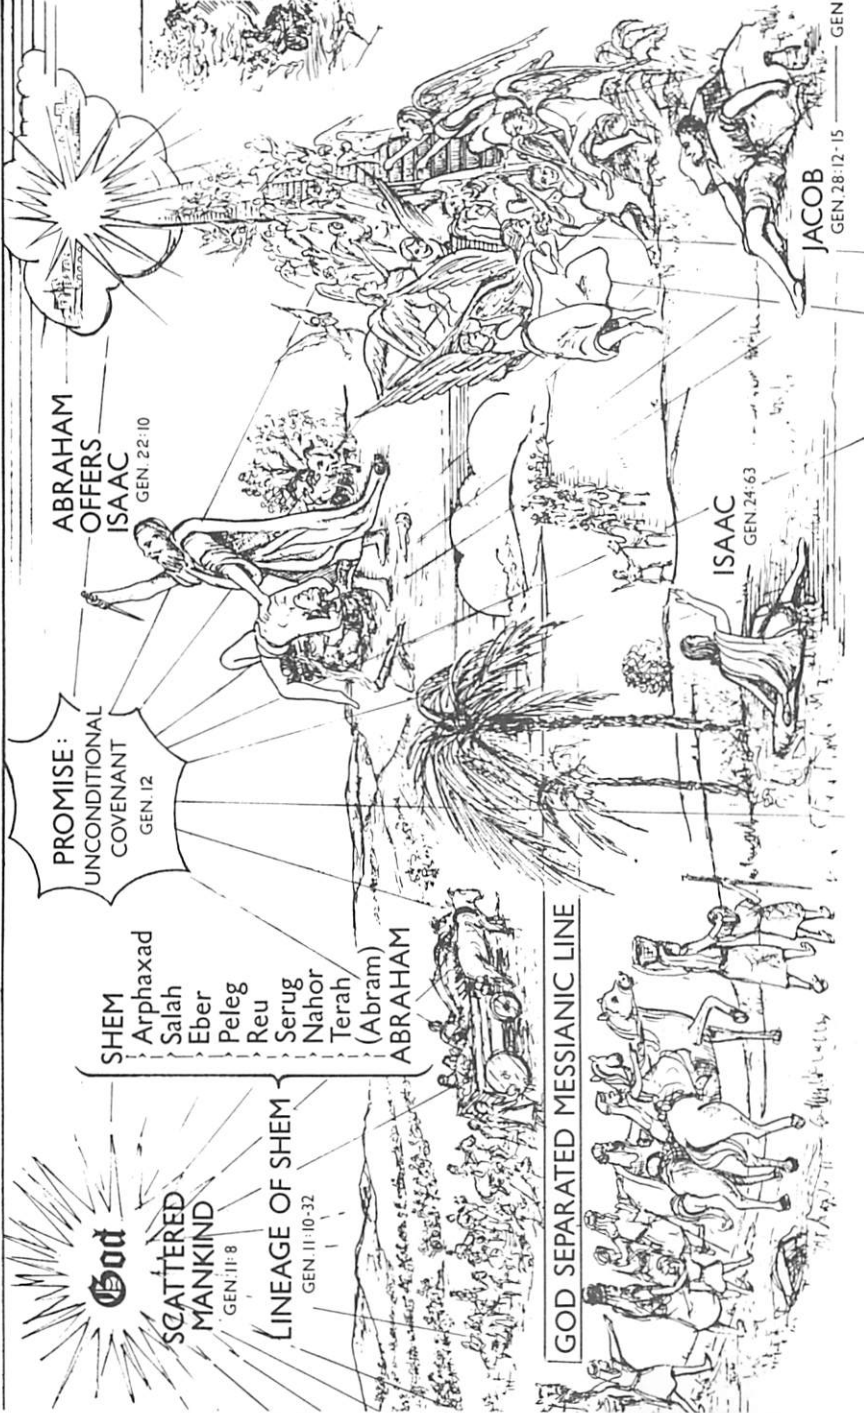 God
SCATTERED
MANKIND
GEN. 11:8
LINEAGE OF SHEM
GEN. 11:10-32
SHEM
Arphaxad
Salah
Eber
Peleg
Reu
Serug
Nahor
Terah
(Abram)
ABRAHAM
PROMISE:
UNCONDITIONAL
COVENANT
GEN. 12
ABRAHAM
OFFERS
ISAAC
GEN. 22:10
GOD SEPARATED MESSIANIC LINE
ISAAC
GEN. 24:63
JACOB
GEN. 28:12-15
GEN